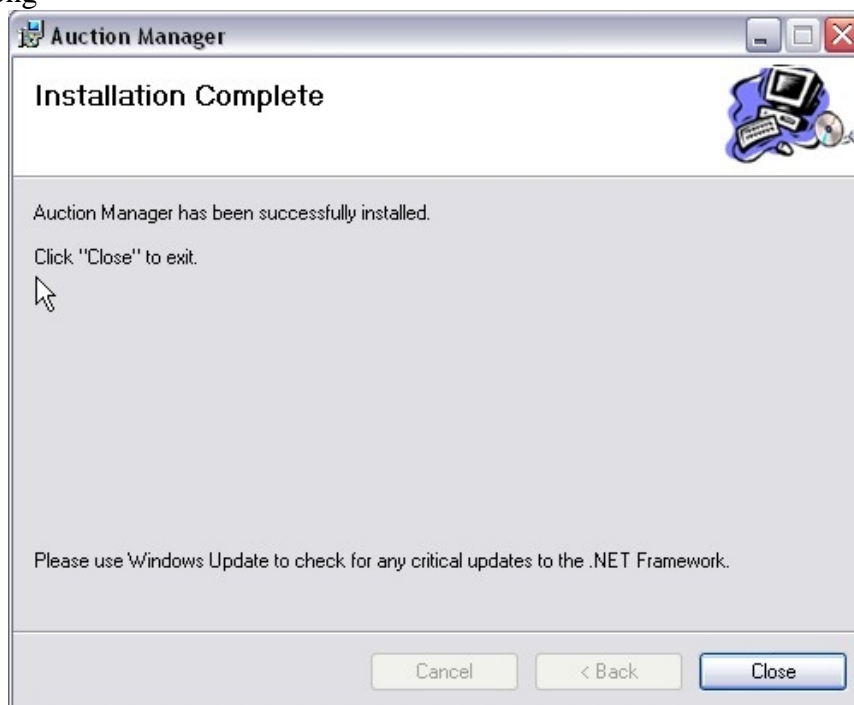 Auction Manager
Installation Complete
Auction Manager has been successfully installed.
Click "Close" to exit.
Please use Windows Update to check for any critical updates to the .NET Framework.
Cancel < Back Close